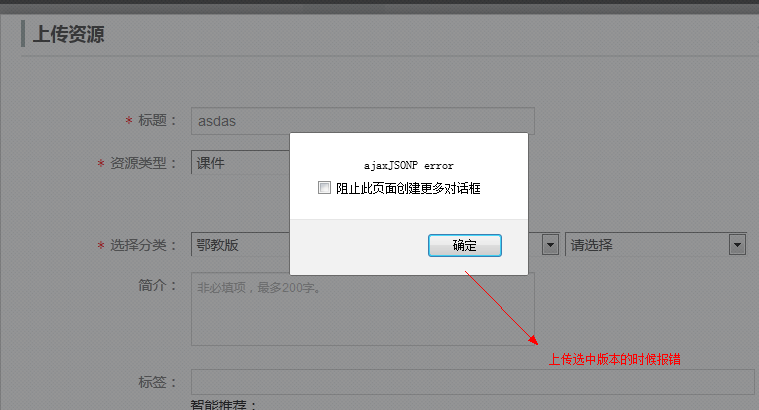 上传资源
* 标题：
asdas
* 资源类型：
课件
ajaxJSONP error
阻止此页面创建更多对话框
确定
* 选择分类：
鄂教版
请选择
简介：
非必填项，最多200字。
上传选中版本的时候报错
标签：
智能推荐：